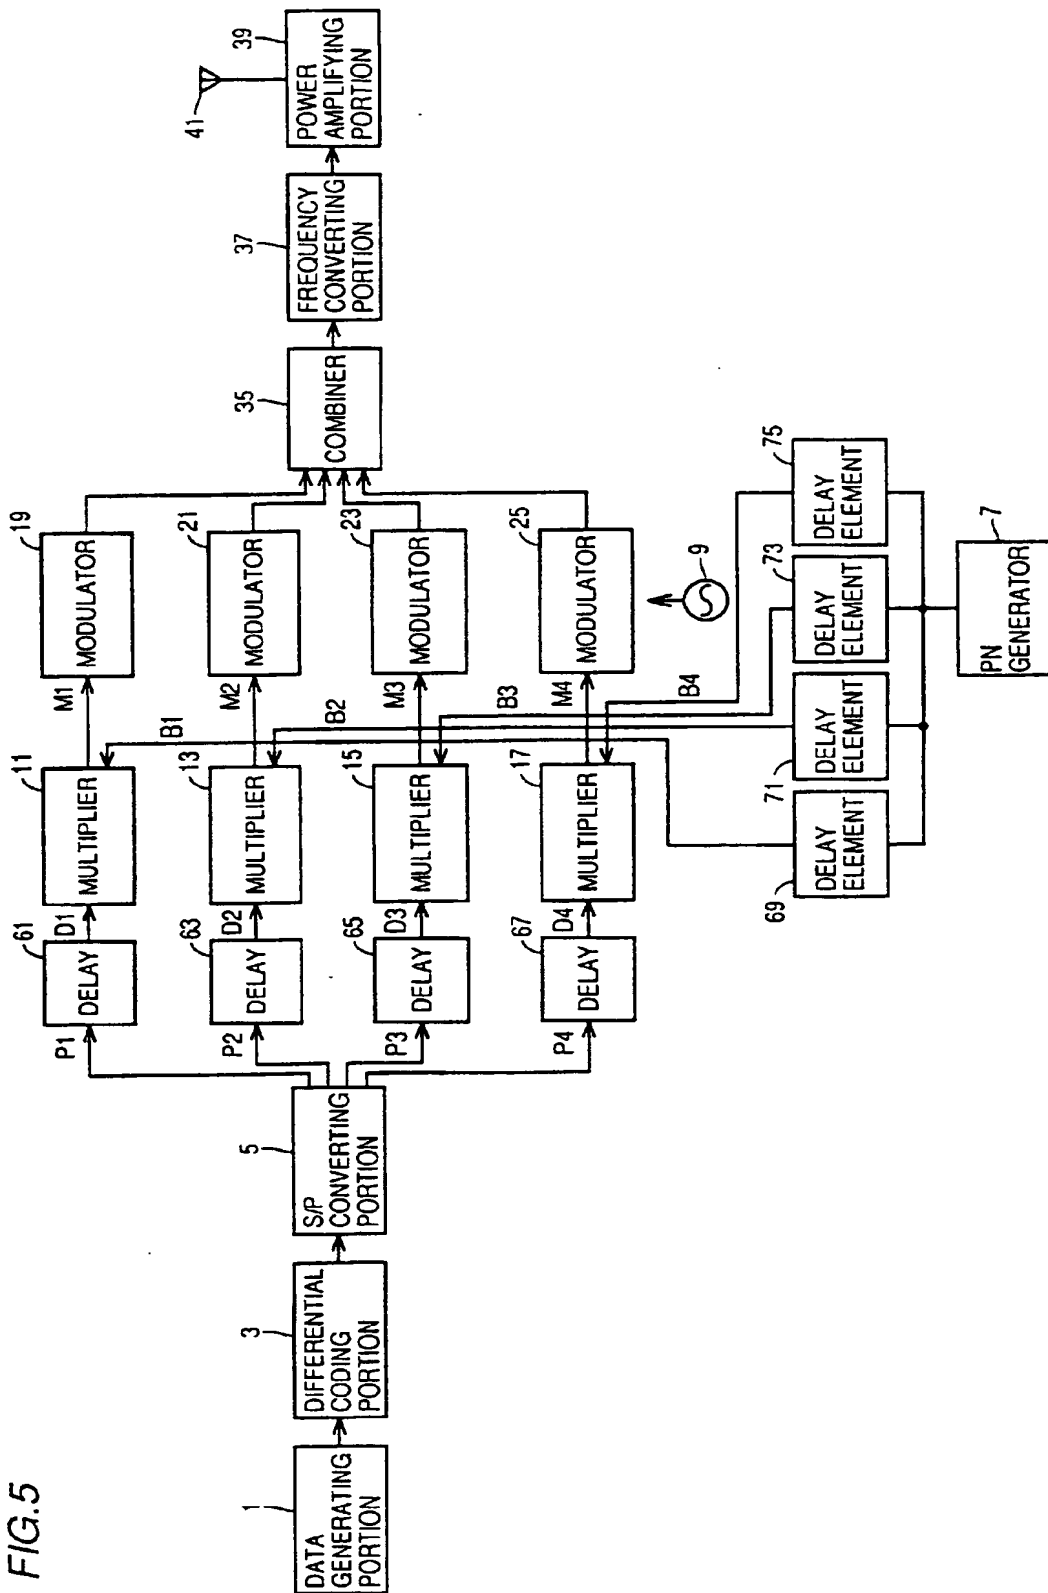 FIG.5
1
DATA
GENERATING
PORTION
3
DIFFERENTIAL
CODING
PORTION
5
S/P
CONVERTING
PORTION
P1
61
DELAY
D1
11
MULTIPLIER
M1
19
MODULATOR
P2
63
DELAY
D2
13
MULTIPLIER
M2
21
MODULATOR
P3
65
DELAY
D3
15
MULTIPLIER
M3
23
MODULATOR
P4
67
DELAY
D4
17
MULTIPLIER
M4
25
MODULATOR
B1
B2
B3
B4
9
35
COMBINER
37
FREQUENCY
CONVERTING
PORTION
39
POWER
AMPLIFYING
PORTION
41
69
DELAY
ELEMENT
71
DELAY
ELEMENT
73
DELAY
ELEMENT
75
DELAY
ELEMENT
7
PN
GENERATOR